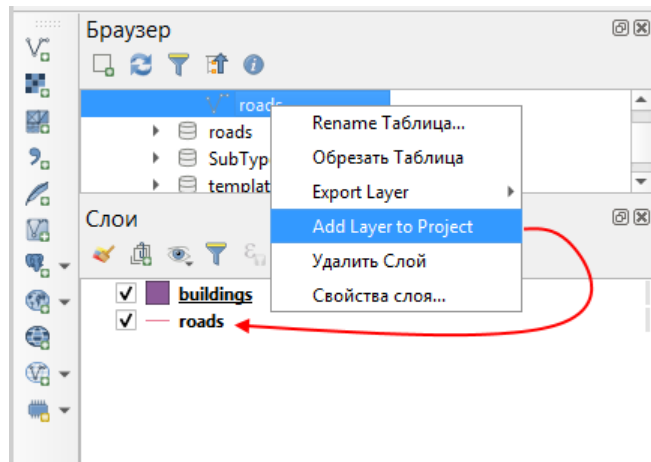 Браузер
roads
roads
SubTyp
templat
Rename Таблица...
Обрезать Таблица
Export Layer
Add Layer to Project
Удалить Слой
Свойства слоя...
Слои
buildings
roads